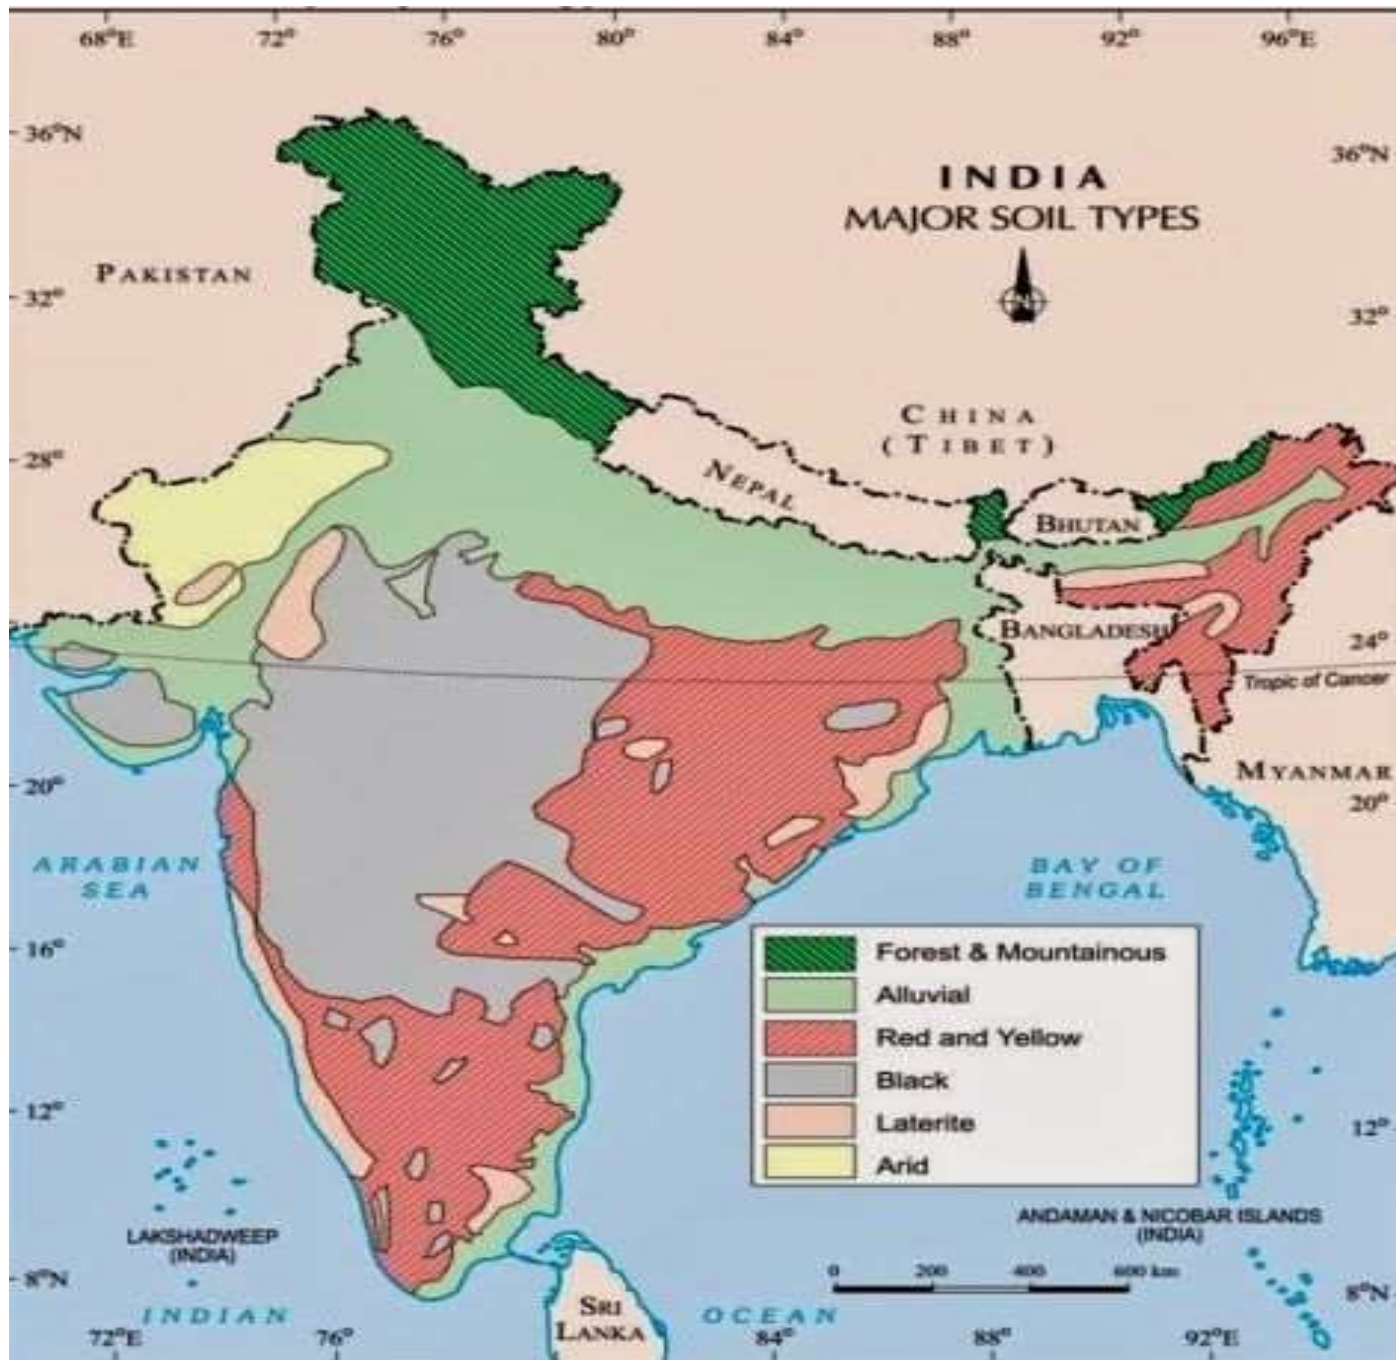 68°E 72° 76° 80° 84° 88° 92° 96°E
36°N
36°N
INDIA
MAJOR SOIL TYPES
N
PAKISTAN
32°
32°
CHINA
(TIBET)
28°
NEPAL
BHUTAN
BANGLADESH
24°
Tropic of Cancer
MYANMAR
20°
20°
ARABIAN
SEA
BAY OF
BENGAL
16°
Forest & Mountainous
Alluvial
Red and Yellow
Black
Laterite
Arid
12°
12°
LAKSHADWEEP
(INDIA)
ANDAMAN & NICOBAR ISLANDS
(INDIA)
8°N
0 200 400 600 km
8°N
INDIAN OCEAN
SRI
LANKA
72°E 76° 84° 88° 92°E